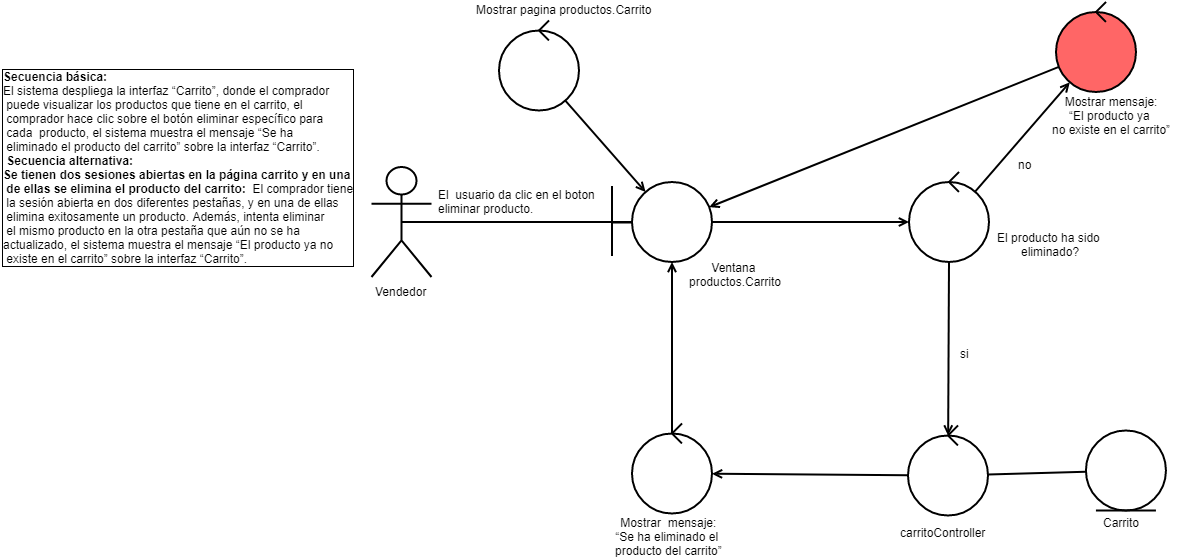 Mostrar pagina productos.Carrito
Secuencia básica:
El sistema despliega la interfaz “Carrito”, donde el comprador
puede visualizar los productos que tiene en el carrito, el
comprador hace clic sobre el botón eliminar específico para
cada producto, el sistema muestra el mensaje “Se ha
eliminado el producto del carrito” sobre la interfaz “Carrito”.
Secuencia alternativa:
Se tienen dos sesiones abiertas en la página carrito y en una
de ellas se elimina el producto del carrito: El comprador tiene
la sesión abierta en dos diferentes pestañas, y en una de ellas
elimina exitosamente un producto. Además, intenta eliminar
el mismo producto en la otra pestaña que aún no se ha
actualizado, el sistema muestra el mensaje “El producto ya no
existe en el carrito” sobre la interfaz “Carrito”.
Mostrar mensaje:
“El producto ya
no existe en el carrito”
no
El usuario da clic en el boton
eliminar producto.
Vendedor
Ventana
productos.Carrito
El producto ha sido
eliminado?
si
Mostrar mensaje:
“Se ha eliminado el
producto del carrito”
carritoController
Carrito